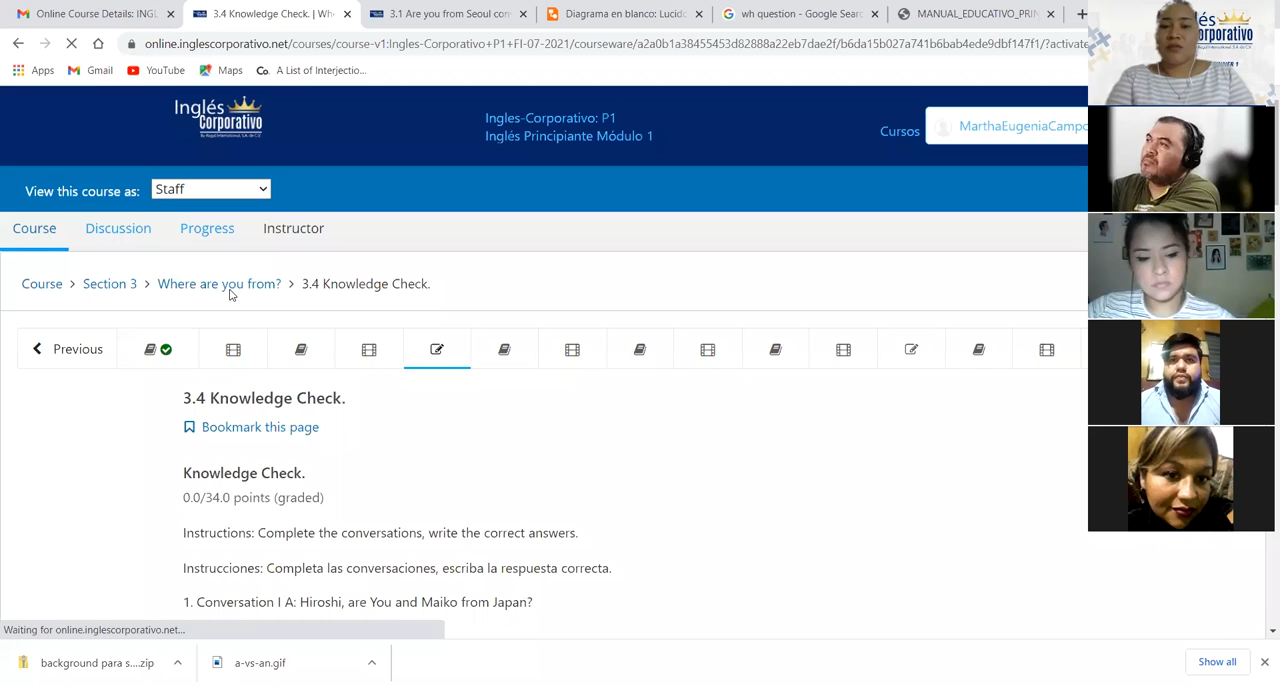 Online Course Details: INGL
3.4 Knowledge Check. | Wh
3.1 Are you from Seoul con
Diagrama en blanco: Lucid
wh question - Google Sear
MANUAL_EDUCATIVO_PRIN
online.inglescorporativo.net/courses/course-v1:Ingles-Corporativo+P1+FI-07-2021/courseware/a2a0b1a38455453d82888a22eb7dae2f/b6da15b027a741b6bab4ede9dbf147f1/?activate
Apps
Gmail
YouTube
Maps
Co. A List of Interjectio...
Inglés Corporativo
Ingles-Corporativo: P1
Inglés Principiante Módulo 1
Cursos
MarthaEugeniaCampo
View this course as: Staff
Course
Discussion
Progress
Instructor
Course > Section 3 > Where are you from? > 3.4 Knowledge Check.
Previous
3.4 Knowledge Check.
Bookmark this page
Knowledge Check.
0.0/34.0 points (graded)
Instructions: Complete the conversations, write the correct answers.
Instrucciones: Completa las conversaciones, escriba la respuesta correcta.
1. Conversation I A: Hiroshi, are You and Maiko from Japan?
Waiting for online.inglescorporativo.net...
background para s....zip
a-vs-an.gif
Show all